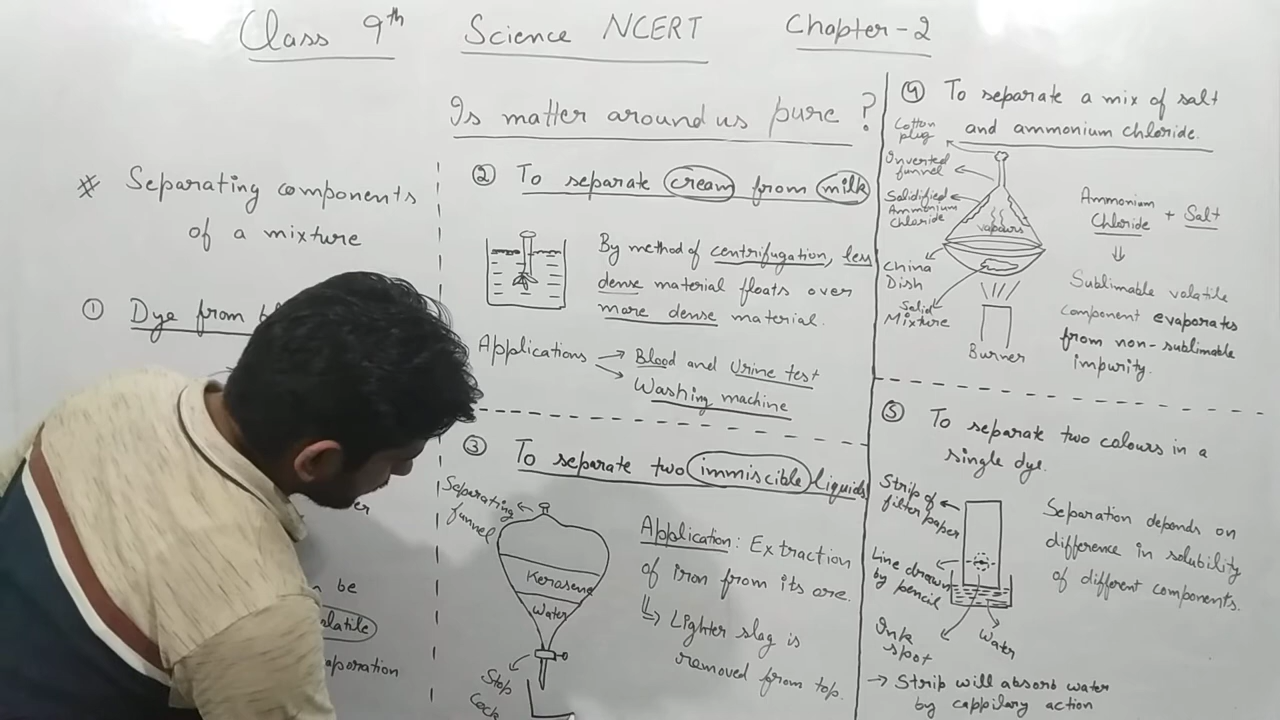 Class 9th Science NCERT Chapter-2
Is matter around us pure?
* Separating components
of a mixture
① Dye from
be
aporation
② To separate cream from milk
By method of centrifugation, less
dense material floats over
more dense material.
Applications → Blood and Urine test
→ Washing machine
③ To separate two immiscible liquids
Separating
funnel
Kerasene
Water
Stop
Cock
Application: Extraction
of iron from its ore.
↳ Lighter slag is
removed from top.
④ To separate a mix of salt
and ammonium chloride.
Cotton
plug
Inverted
funnel
Solidified
Ammonium
Chloride
vapours
China
Dish
Solid
Mixture
Burner
Ammonium
Chloride + Salt
⇓
Sublimable volatile
component evaporates
from non-sublimable
impurity.
⑤ To separate two colours in a
single dye.
Strip of
filter paper
Line drawn
by pencil
Ink
spot
Water
Separation depends on
difference in solubility
of different components.
→ Strip will absorb water
by cappilary action